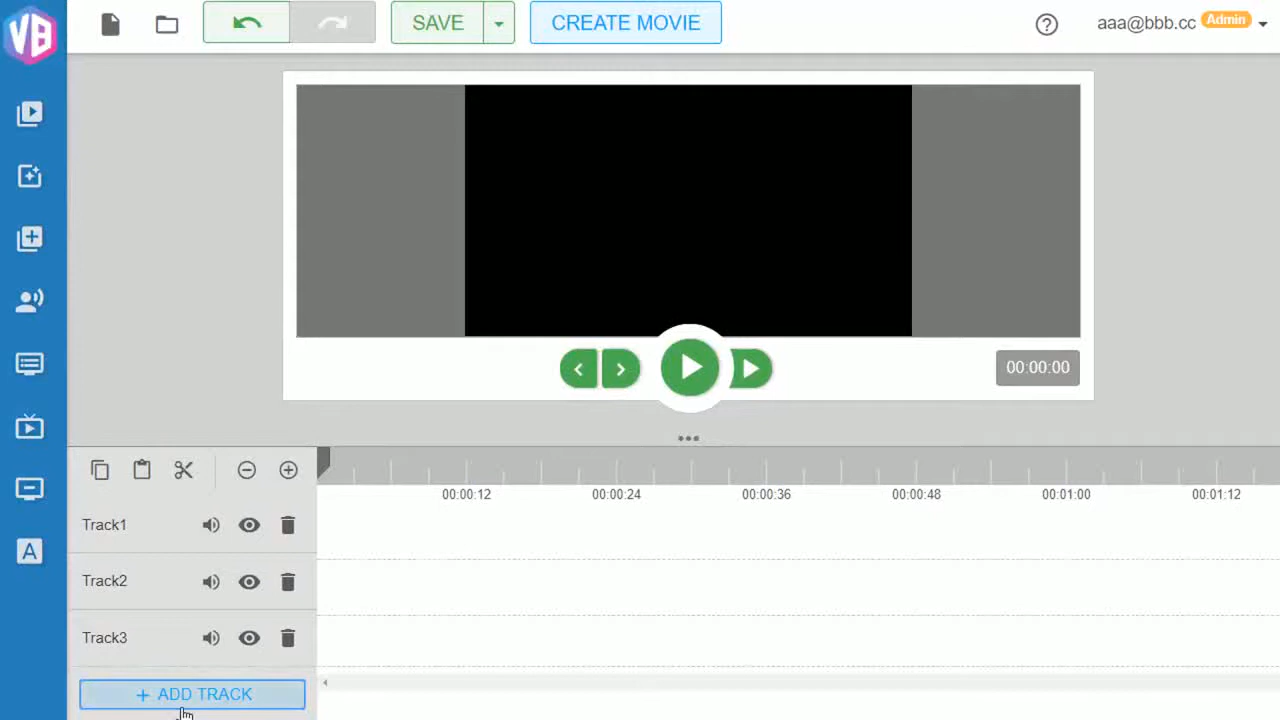 VB
SAVE
CREATE MOVIE
aaa@bbb.cc
Admin
00:00:00
00:00:12
00:00:24
00:00:36
00:00:48
00:01:00
00:01:12
Track1
Track2
Track3
A
+ ADD TRACK